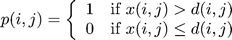 p(i, j) = { 1 if x(i, j) > d(i, j)
0 if x(i, j) ≤ d(i, j)